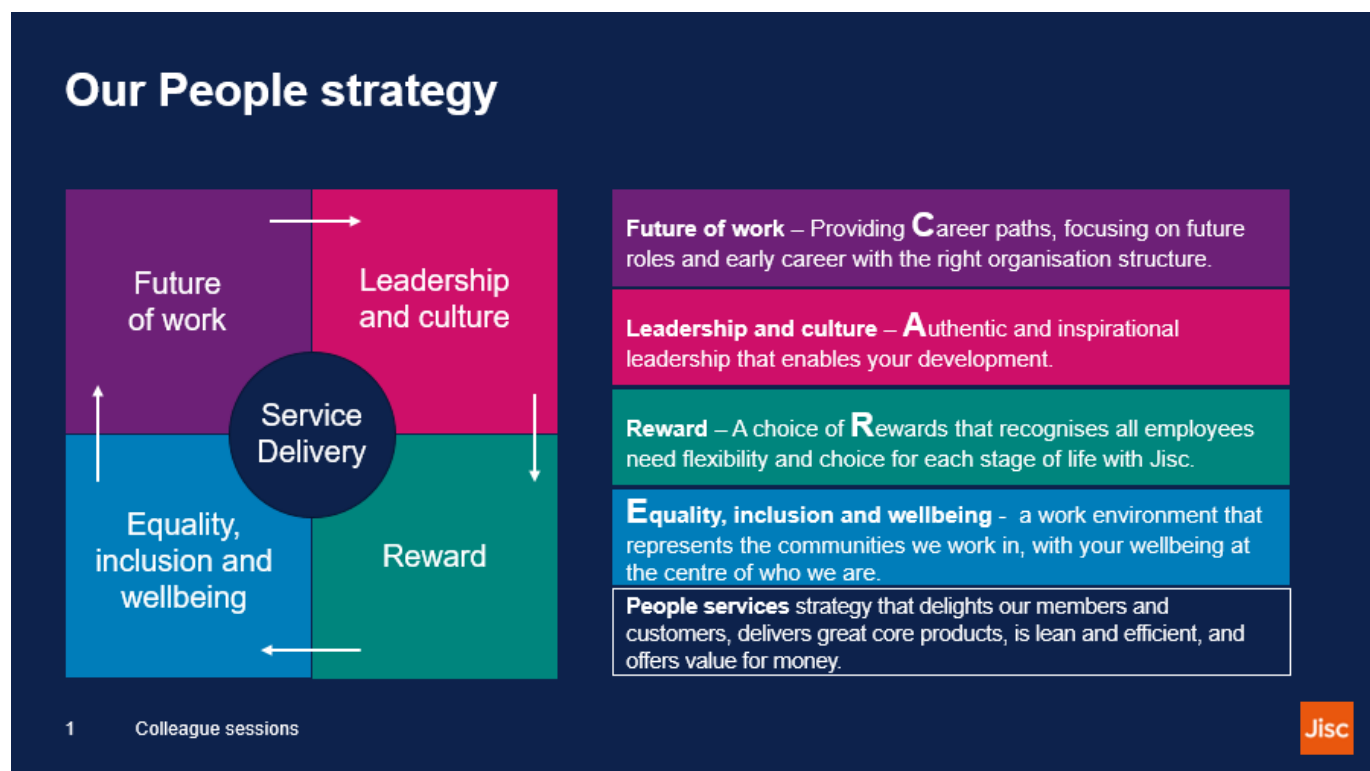 Our People strategy
Future
of work
Leadership
and culture
Service
Delivery
Equality,
inclusion and
wellbeing
Reward
Future of work – Providing Career paths, focusing on future
roles and early career with the right organisation structure.
Leadership and culture – Authentic and inspirational
leadership that enables your development.
Reward – A choice of Rewards that recognises all employees
need flexibility and choice for each stage of life with Jisc.
Equality, inclusion and wellbeing - a work environment that
represents the communities we work in, with your wellbeing at
the centre of who we are.
People services strategy that delights our members and
customers, delivers great core products, is lean and efficient, and
offers value for money.
1 Colleague sessions
Jisc